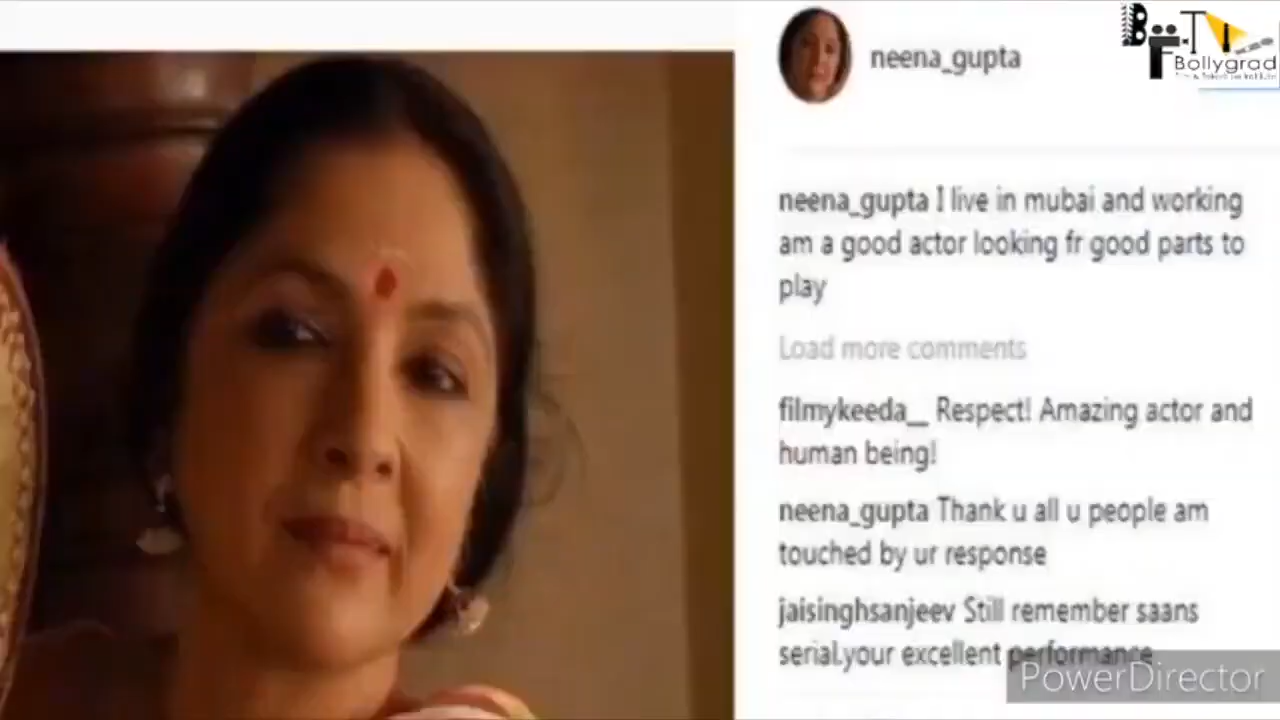 neena_gupta
B
F T
Bollygrad
neena_gupta I live in mubai and working
am a good actor looking fr good parts to
play
Load more comments
filmykeeda__ Respect! Amazing actor and
human being!
neena_gupta Thank u all u people am
touched by ur response
jaisinghsanjeev Still remember saans
serial.your excellent performance
PowerDirector